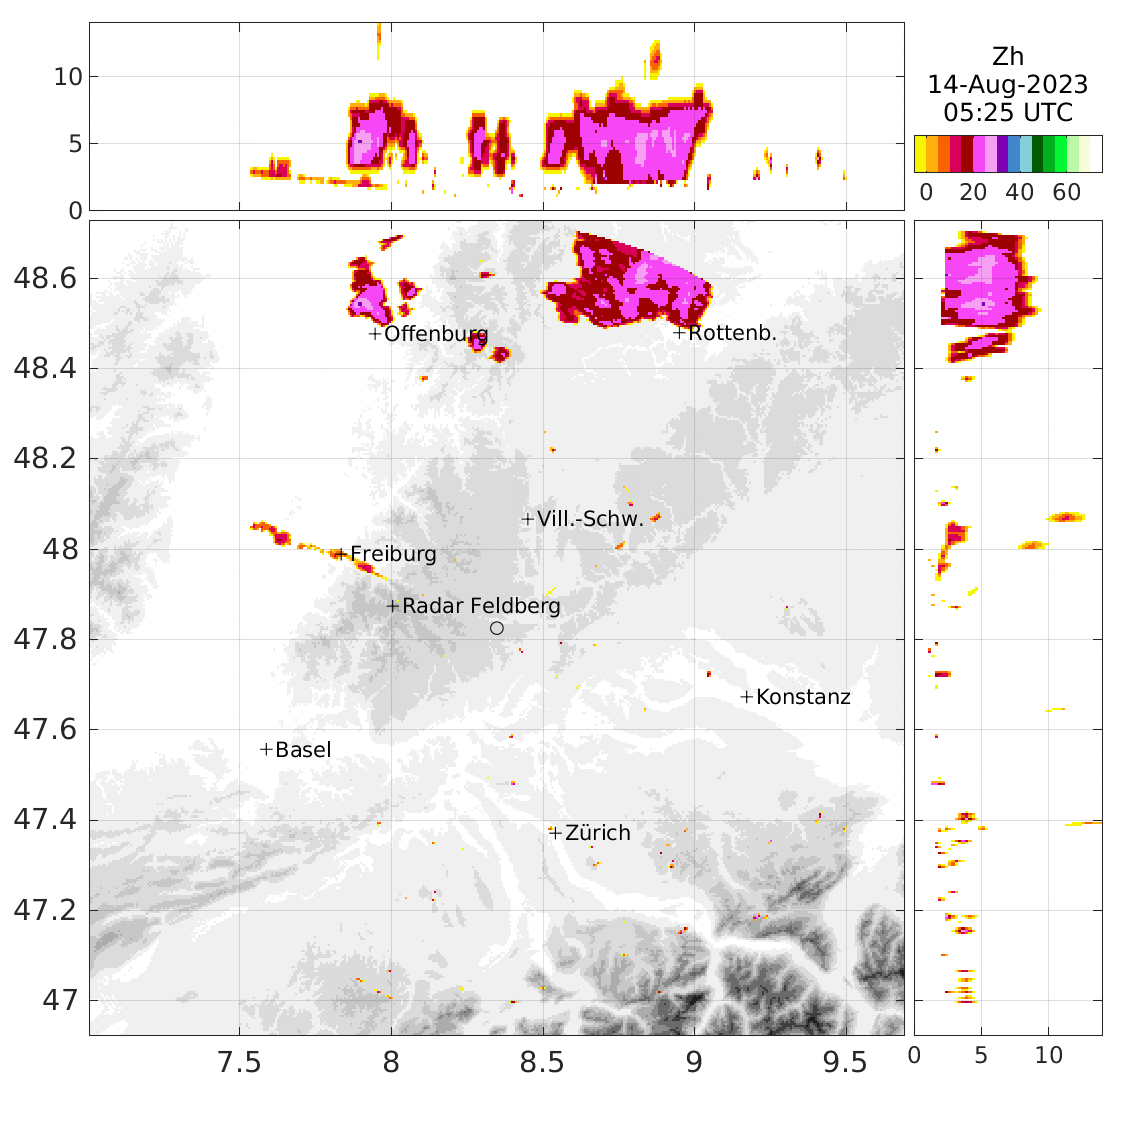 10
5
0
Zh
14-Aug-2023
05:25 UTC
0 20 40 60
48.6
48.4
48.2
48
47.8
47.6
47.4
47.2
47
Offenburg
Rottenb.
Vill.-Schw.
Freiburg
Radar Feldberg
Konstanz
Basel
Zürich
7.5 8 8.5 9 9.5
0 5 10